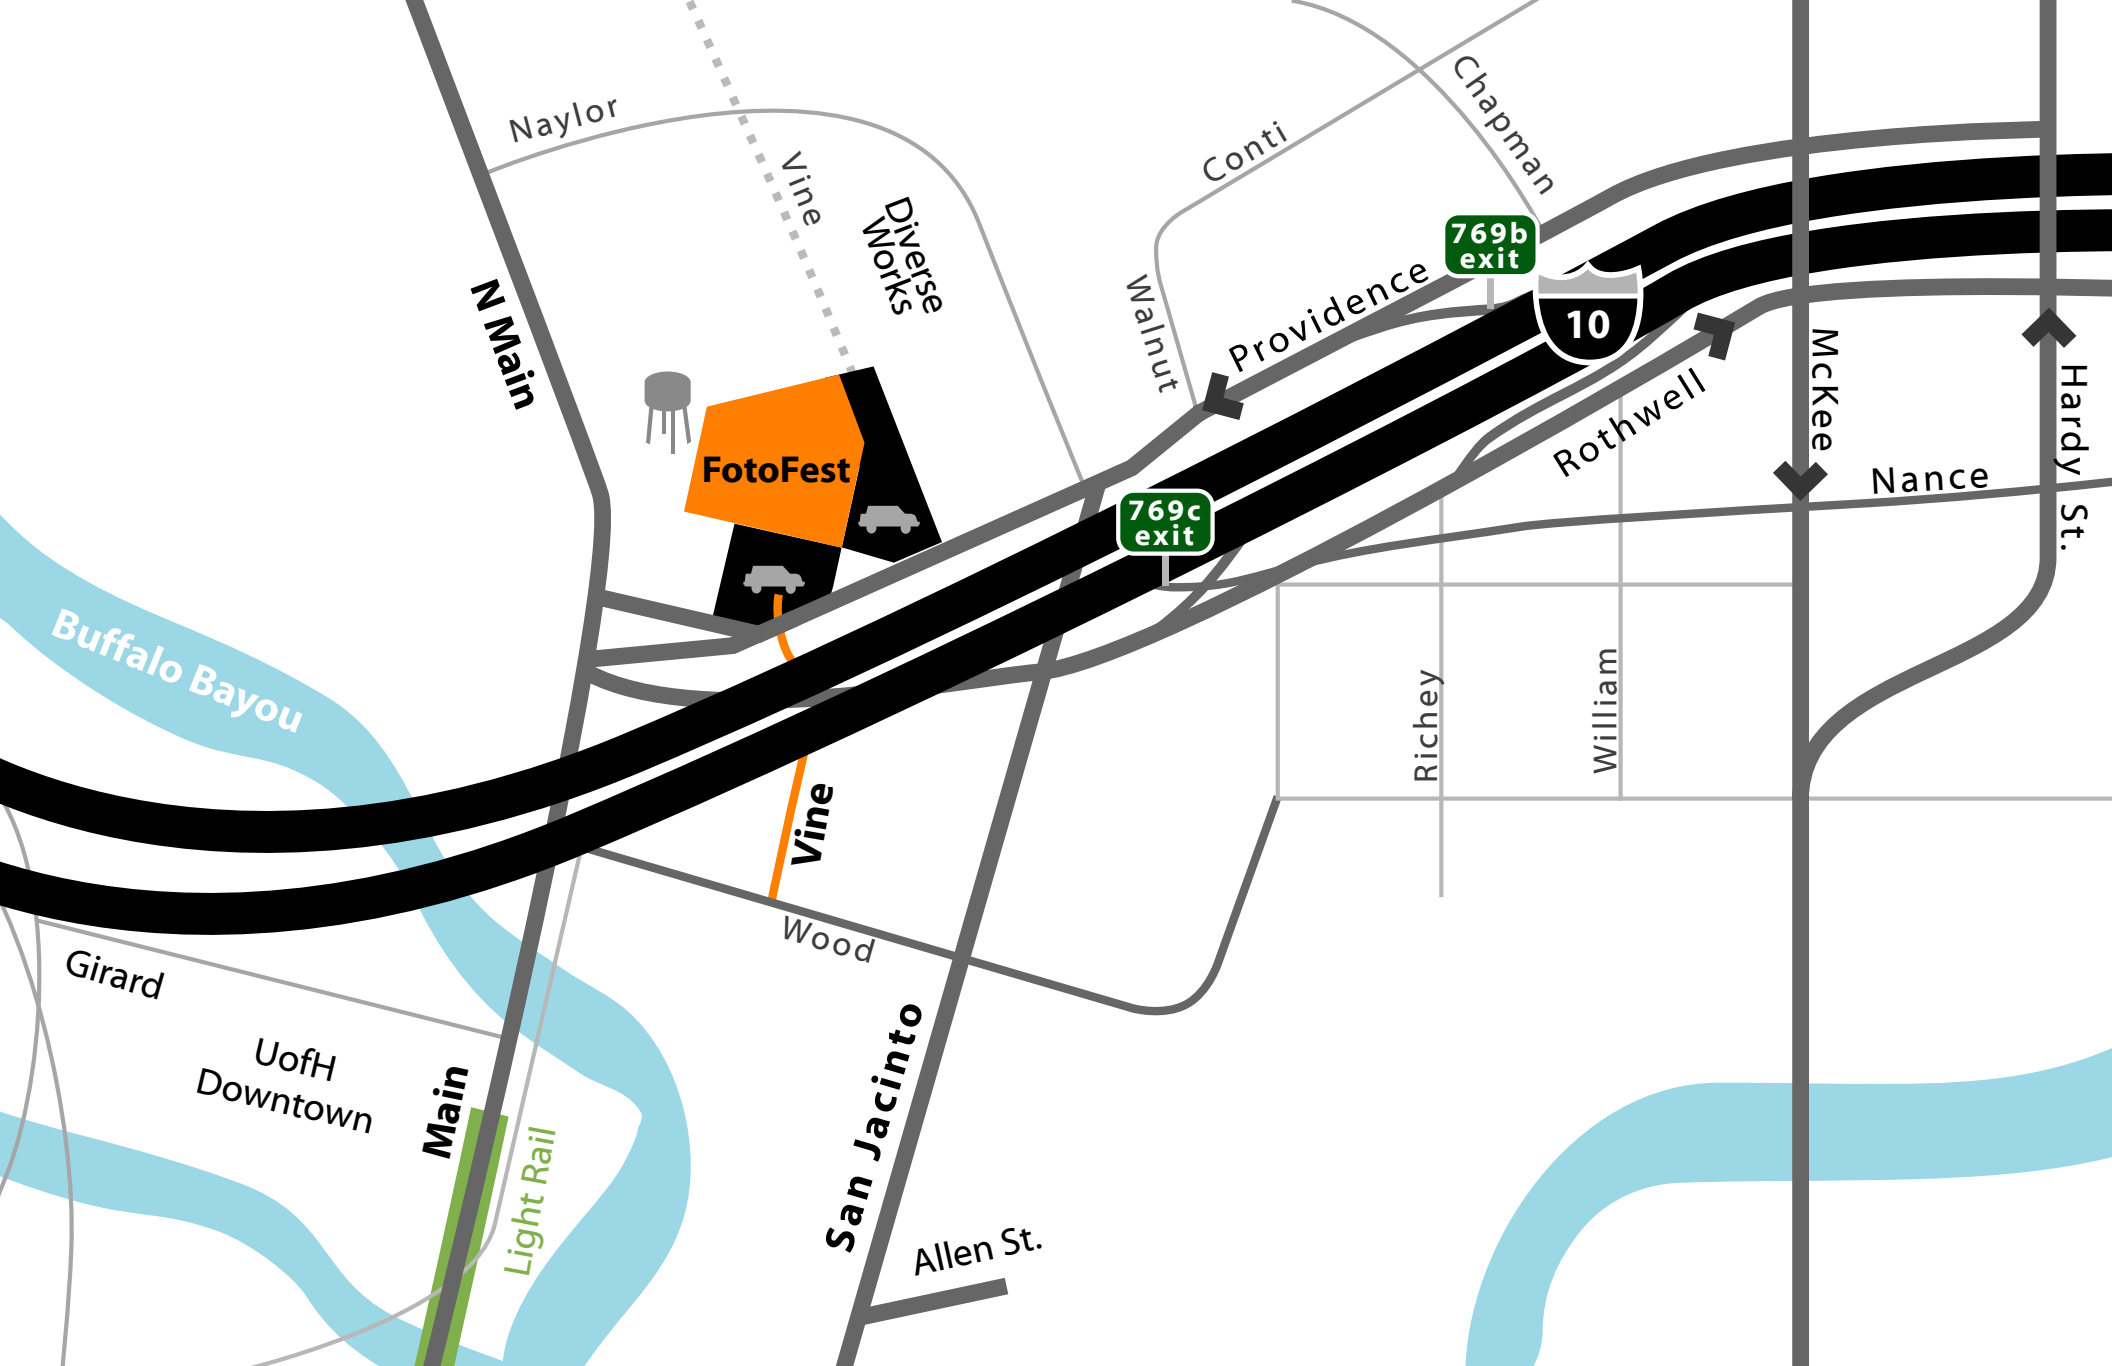 Naylor
Vine
Diverse
Works
Conti
Chapman
769b
exit
N Main
Walnut
Providence
10
Rothwell
McKee
Hardy St.
FotoFest
769c
exit
Nance
Buffalo Bayou
Richey
William
Vine
Wood
Girard
UofH
Downtown
Main
Light Rail
San Jacinto
Allen St.